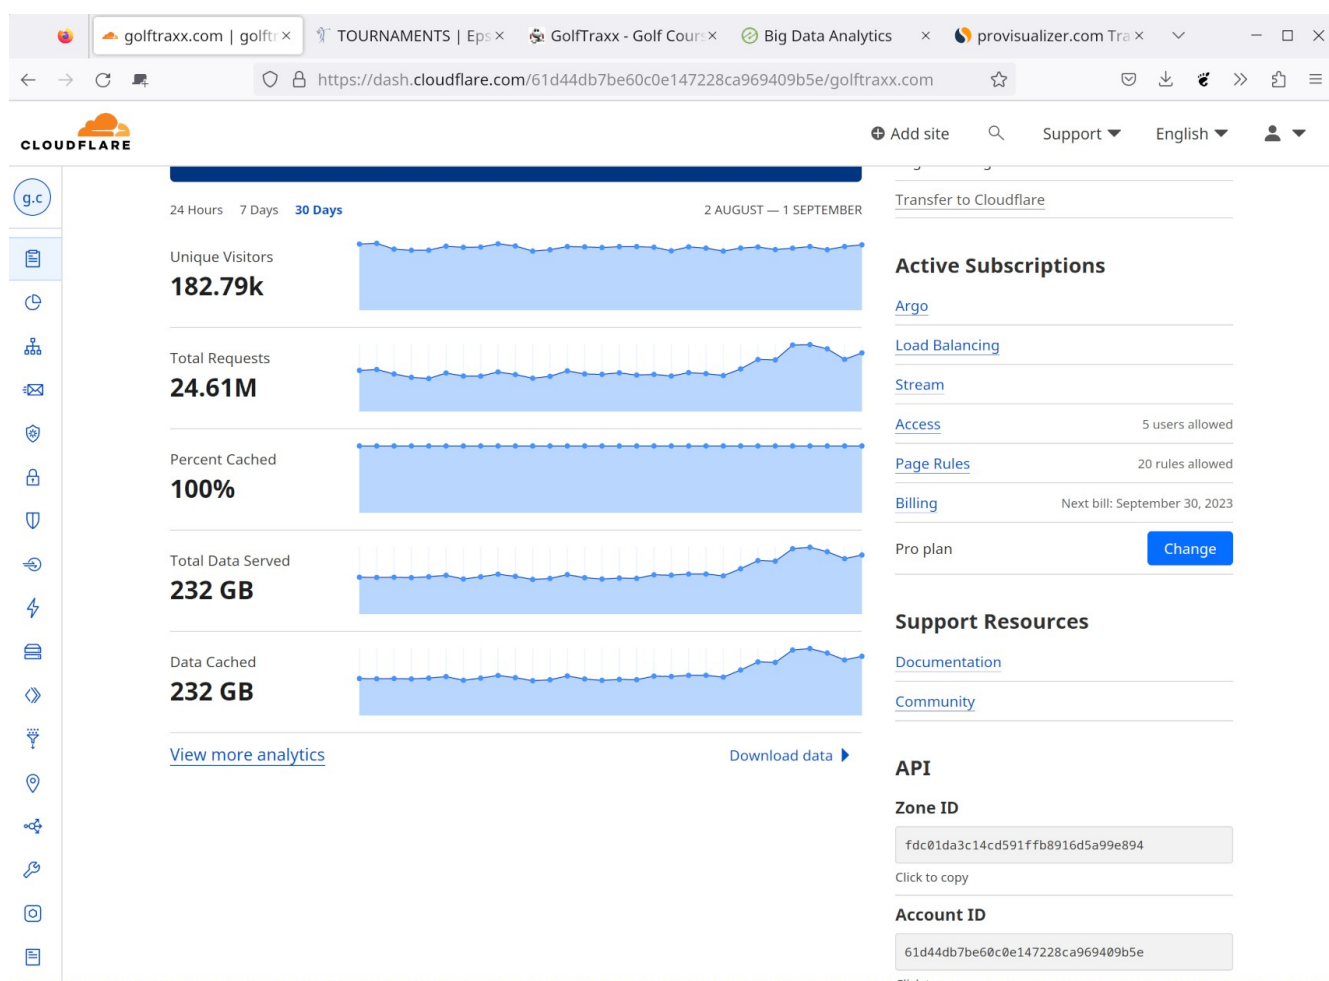 golftraxx.com | golftr
TOURNAMENTS | Eps
GolfTraxx - Golf Cours
Big Data Analytics
provisualizer.com Tra
https://dash.cloudflare.com/61d44db7be60c0e147228ca969409b5e/golftraxx.com
CLOUDFLARE
Add site
Support
English
g.c
24 Hours 7 Days 30 Days
2 AUGUST — 1 SEPTEMBER
Unique Visitors
182.79k
Total Requests
24.61M
Percent Cached
100%
Total Data Served
232 GB
Data Cached
232 GB
View more analytics
Download data
Transfer to Cloudflare
Active Subscriptions
Argo
Load Balancing
Stream
Access 5 users allowed
Page Rules 20 rules allowed
Billing Next bill: September 30, 2023
Pro plan Change
Support Resources
Documentation
Community
API
Zone ID
fdc01da3c14cd591ffb8916d5a99e894
Click to copy
Account ID
61d44db7be60c0e147228ca969409b5e